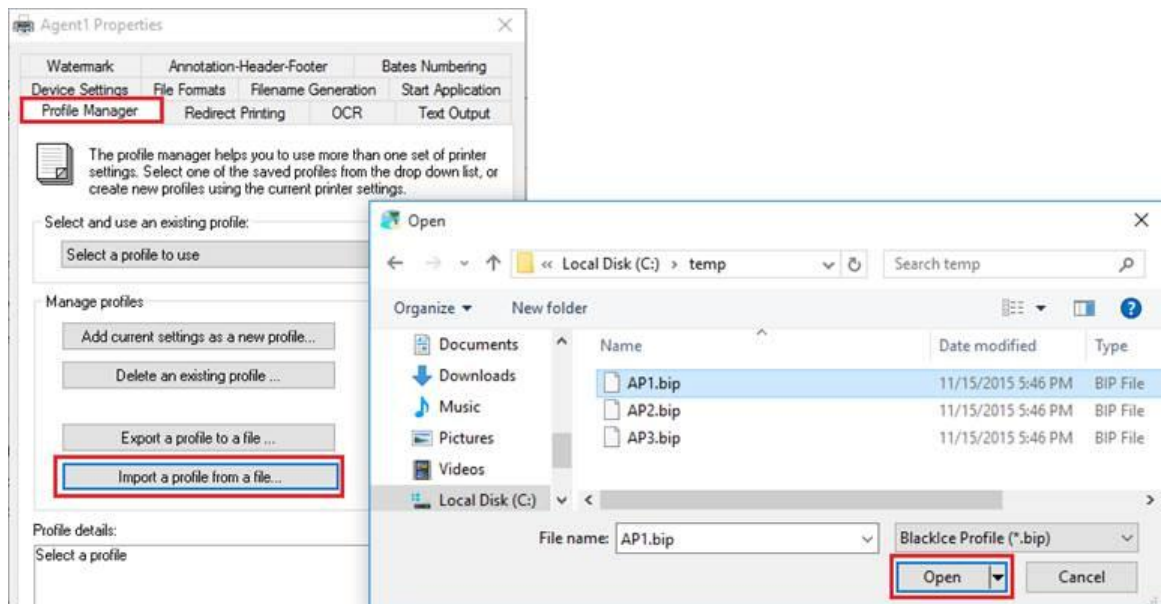 Agent1 Properties
Watermark Annotation-Header-Footer Bates Numbering
Device Settings File Formats Filename Generation Start Application
Profile Manager Redirect Printing OCR Text Output
The profile manager helps you to use more than one set of printer
settings. Select one of the saved profiles from the drop down list, or
create new profiles using the current printer settings.
Select and use an existing profile:
Select a profile to use
Manage profiles
Add current settings as a new profile...
Delete an existing profile ...
Export a profile to a file ...
Import a profile from a file...
Profile details:
Select a profile
Open
« Local Disk (C:) › temp
Search temp
Organize New folder
Documents
Downloads
Music
Pictures
Videos
Local Disk (C:)
Name Date modified Type
AP1.bip 11/15/2015 5:46 PM BIP File
AP2.bip 11/15/2015 5:46 PM BIP File
AP3.bip 11/15/2015 5:46 PM BIP File
File name: AP1.bip BlackIce Profile (*.bip)
Open Cancel